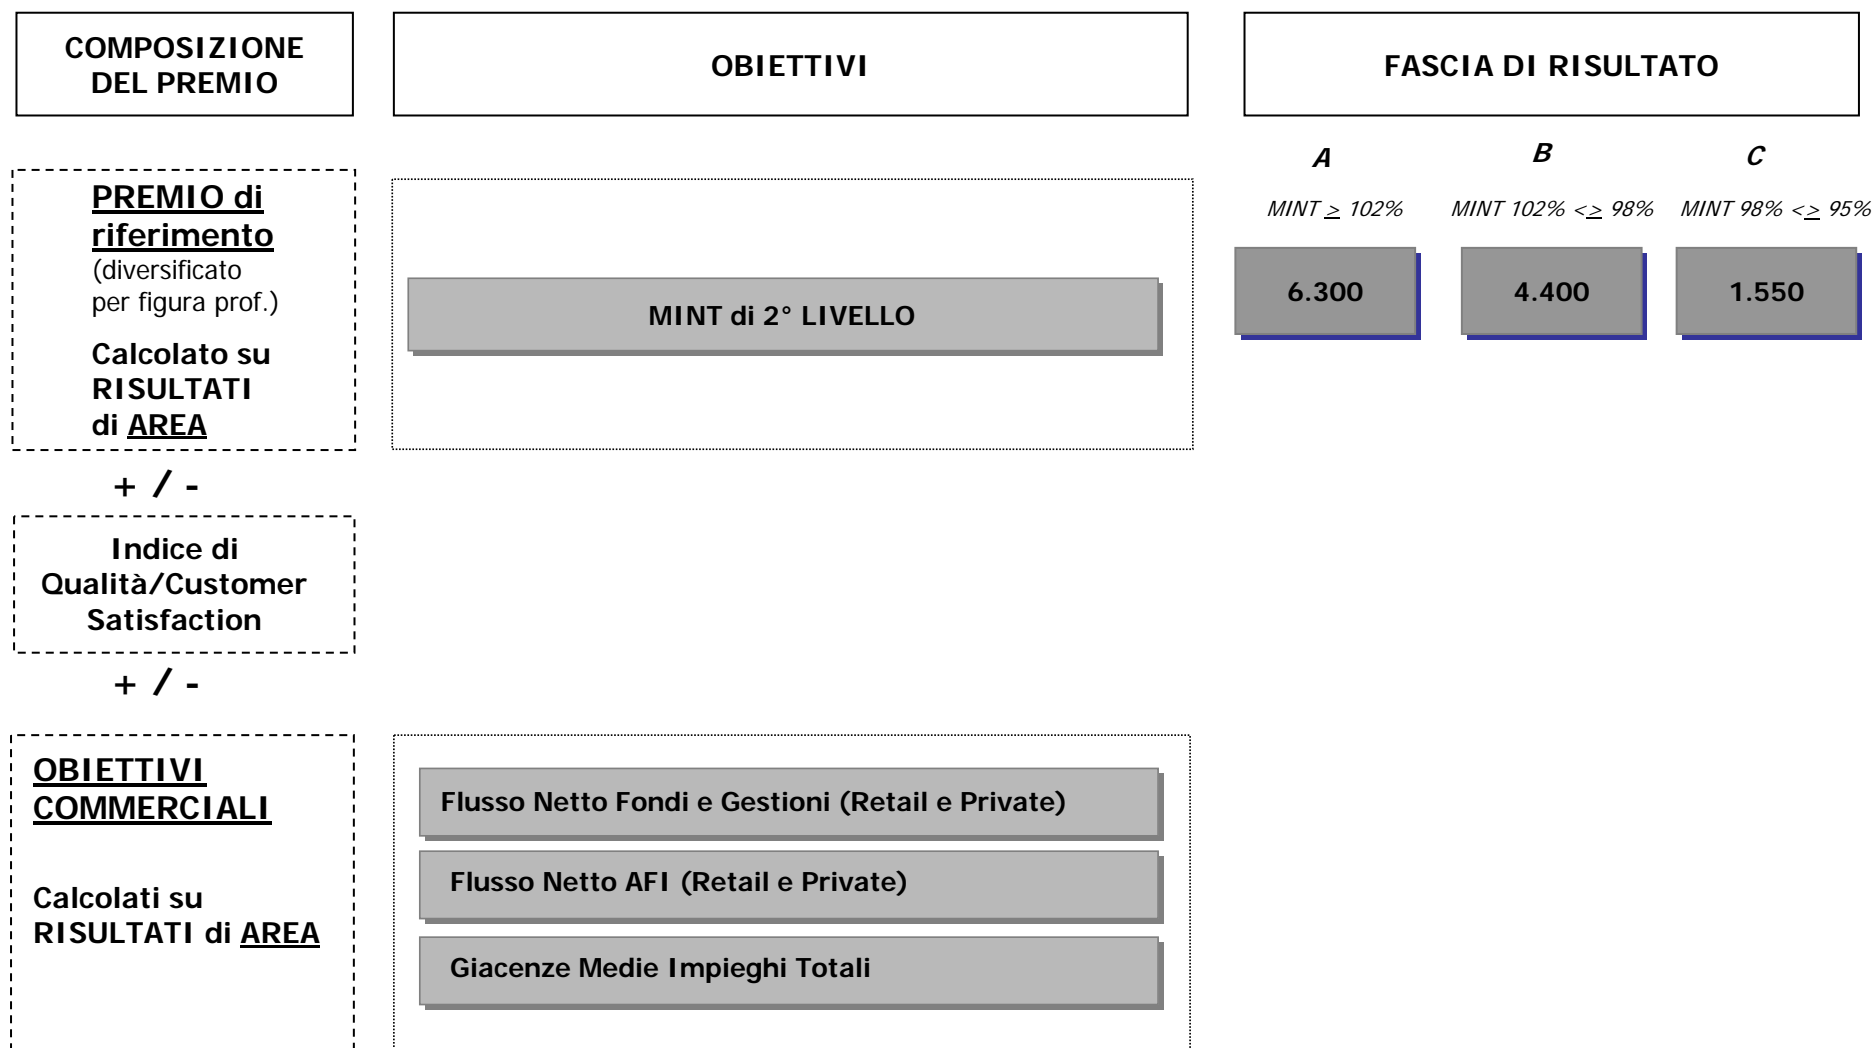 COMPOSIZIONE
DEL PREMIO
OBIETTIVI
FASCIA DI RISULTATO
A
B
C
MINT ≥ 102%
MINT 102% <≥ 98%
MINT 98% <≥ 95%
PREMIO di
riferimento
(diversificato
per figura prof.)
Calcolato su
RISULTATI
di AREA
MINT di 2° LIVELLO
6.300
4.400
1.550
+ / -
Indice di
Qualità/Customer
Satisfaction
+ / -
OBIETTIVI
COMMERCIALI
Calcolati su
RISULTATI di AREA
Flusso Netto Fondi e Gestioni (Retail e Private)
Flusso Netto AFI (Retail e Private)
Giacenze Medie Impieghi Totali